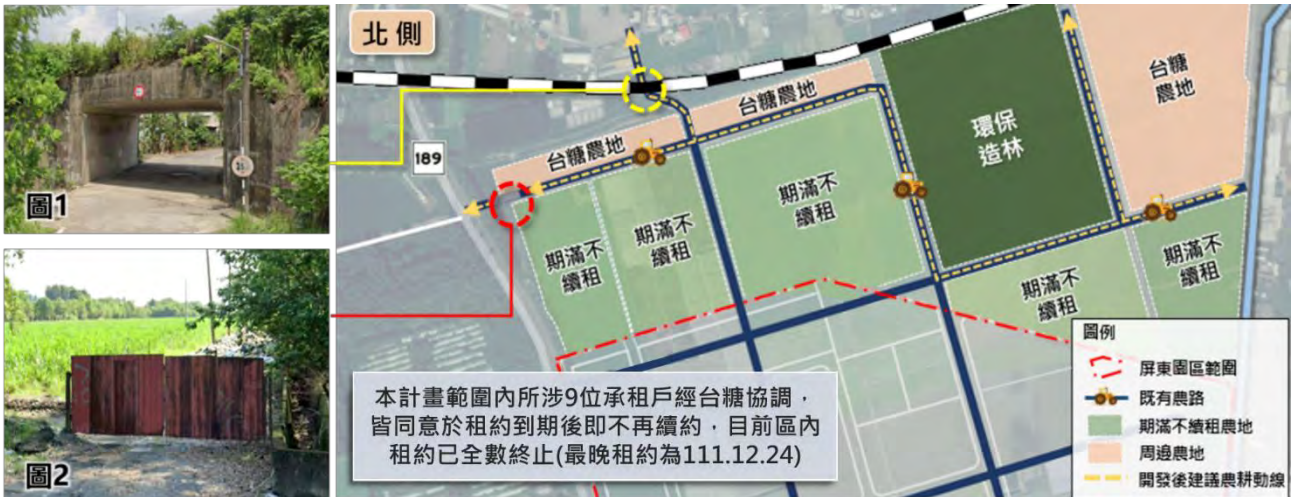 圖1
圖2
北側
189
台糖農地
台糖農地
台糖
農地
環保
造林
期滿不
續租
期滿不
續租
期滿不
續租
期滿不
續租
期滿不
續租
本計畫範圍內所涉9位承租戶經台糖協調，
皆同意於租約到期後即不再續約，目前區內
租約已全數終止(最晚租約為111.12.24)
圖例
屏東園區範圍
既有農路
期滿不續租農地
周邊農地
開發後建議農耕動線